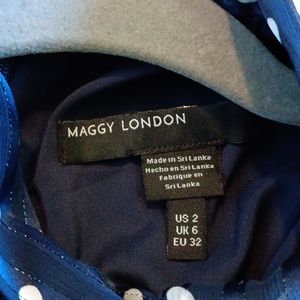 MAGGY LONDON
Made in Sri Lanka
Hecho en Sri Lanka
Fabrique en
Sri Lanka
US 2
UK 6
EU 32